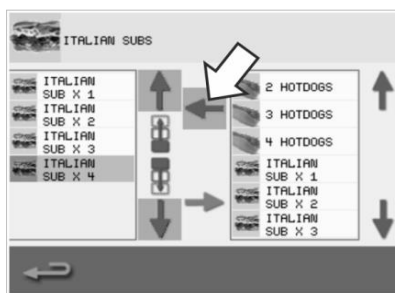 ITALIAN SUBS
ITALIAN
SUB X 1
ITALIAN
SUB X 2
ITALIAN
SUB X 3
ITALIAN
SUB X 4
2 HOTDOGS
3 HOTDOGS
4 HOTDOGS
ITALIAN
SUB X 1
ITALIAN
SUB X 2
ITALIAN
SUB X 3